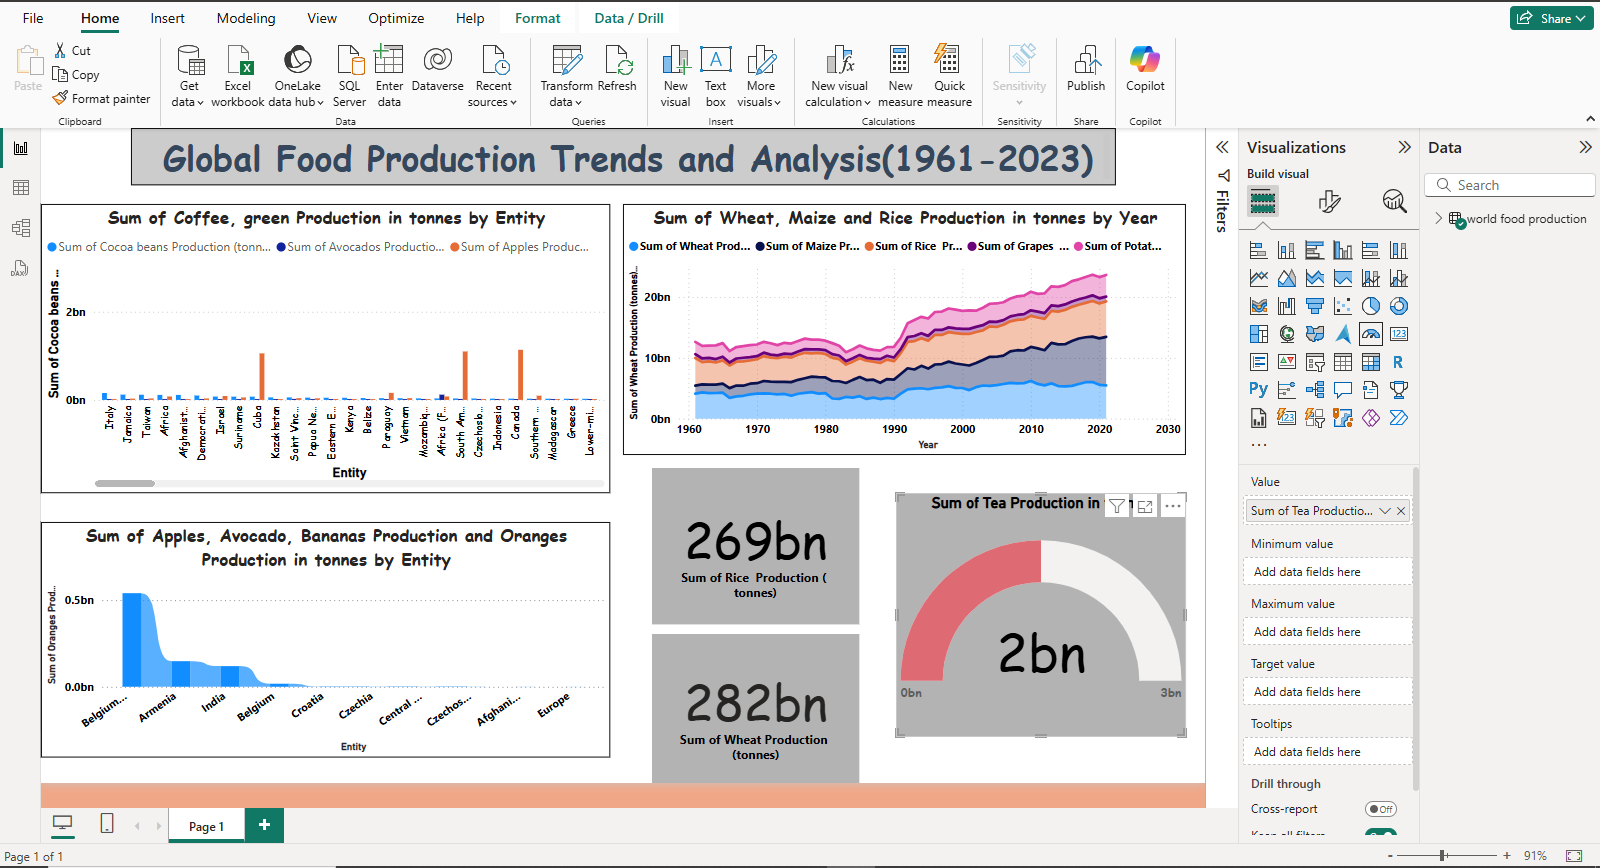 File Home Insert Modeling View Optimize Help Format Data / Drill Share
Paste
Cut
Copy
Format painter
Clipboard
Get data
Excel workbook
OneLake data hub
SQL Server
Enter data
Dataverse
Recent sources
Data
Transform data
Refresh
Queries
New visual
Text box
More visuals
Insert
New visual calculation
New measure
Quick measure
Calculations
Sensitivity
Sensitivity
Publish
Share
Copilot
Copilot
Global Food Production Trends and Analysis(1961-2023)
Sum of Coffee, green Production in tonnes by Entity
Sum of Cocoa beans Production (tonn... Sum of Avocados Productio... Sum of Apples Produc...
Sum of Cocoa beans ...
2bn
0bn
Italy
Jamaica
Taiwan
Africa
Afghanist...
Democrati...
Israel
Suriname
Cuba
Kazakhstan
Saint Vinc...
Papua Ne...
Eastern E...
Kenya
Belize
Paraguay
Vietnam
Mozambiq...
Africa (F...
South Am...
Czechoslo...
Indonesia
Canada
Southern ...
Madagascar
Greece
Lower-mi...
Entity
Sum of Wheat, Maize and Rice Production in tonnes by Year
Sum of Wheat Prod... Sum of Maize Pr... Sum of Rice Pr... Sum of Grapes ... Sum of Potat...
Sum of Wheat Production (tonnes)...
20bn
10bn
0bn
1960 1970 1980 1990 2000 2010 2020 2030
Year
Sum of Apples, Avocado, Bananas Production and Oranges
Production in tonnes by Entity
Sum of Oranges Prod...
0.5bn
0.0bn
Belgium...
Armenia
India
Belgium
Croatia
Czechia
Central ...
Czechos...
Afghani...
Europe
Entity
269bn
Sum of Rice Production (
tonnes)
282bn
Sum of Wheat Production
(tonnes)
Sum of Tea Production in
2bn
0bn 3bn
Filters
Visualizations
Build visual
Value
Sum of Tea Productio...
Minimum value
Add data fields here
Maximum value
Add data fields here
Target value
Add data fields here
Tooltips
Add data fields here
Drill through
Cross-report Off
Data
Search
world food production
Page 1
Page 1 of 1
91%